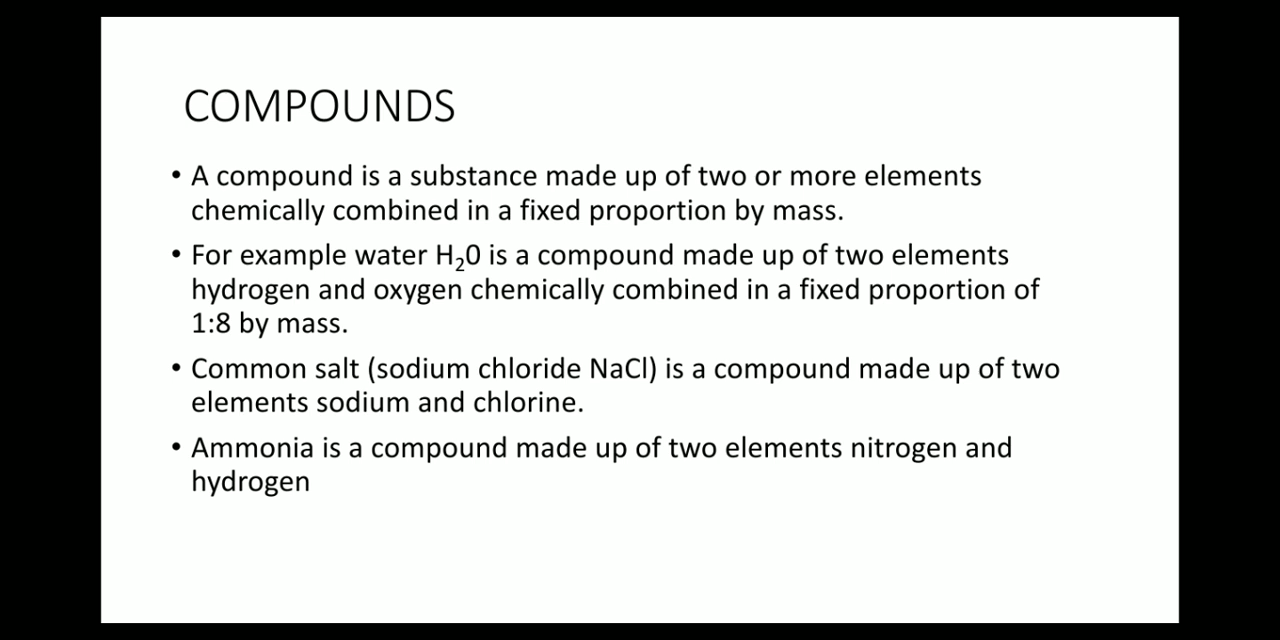 COMPOUNDS
• A compound is a substance made up of two or more elements
chemically combined in a fixed proportion by mass.
• For example water H₂0 is a compound made up of two elements
hydrogen and oxygen chemically combined in a fixed proportion of
1:8 by mass.
• Common salt (sodium chloride NaCl) is a compound made up of two
elements sodium and chlorine.
• Ammonia is a compound made up of two elements nitrogen and
hydrogen